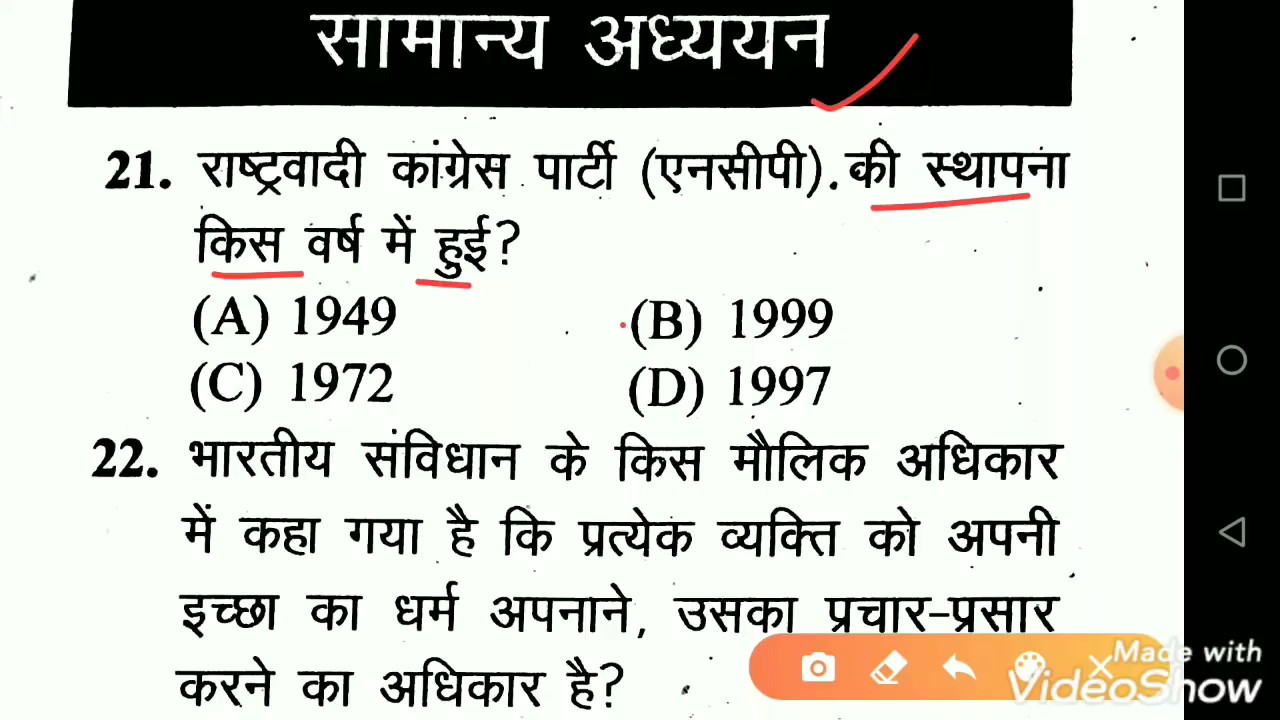 सामान्य अध्ययन
21. राष्ट्रवादी कांग्रेस पार्टी (एनसीपी) की स्थापना
किस वर्ष में हुई?
(A) 1949 (B) 1999
(C) 1972 (D) 1997
22. भारतीय संविधान के किस मौलिक अधिकार
में कहा गया है कि प्रत्येक व्यक्ति को अपनी
इच्छा का धर्म अपनाने, उसका प्रचार-प्रसार
करने का अधिकार है?
Made with
VideoShow